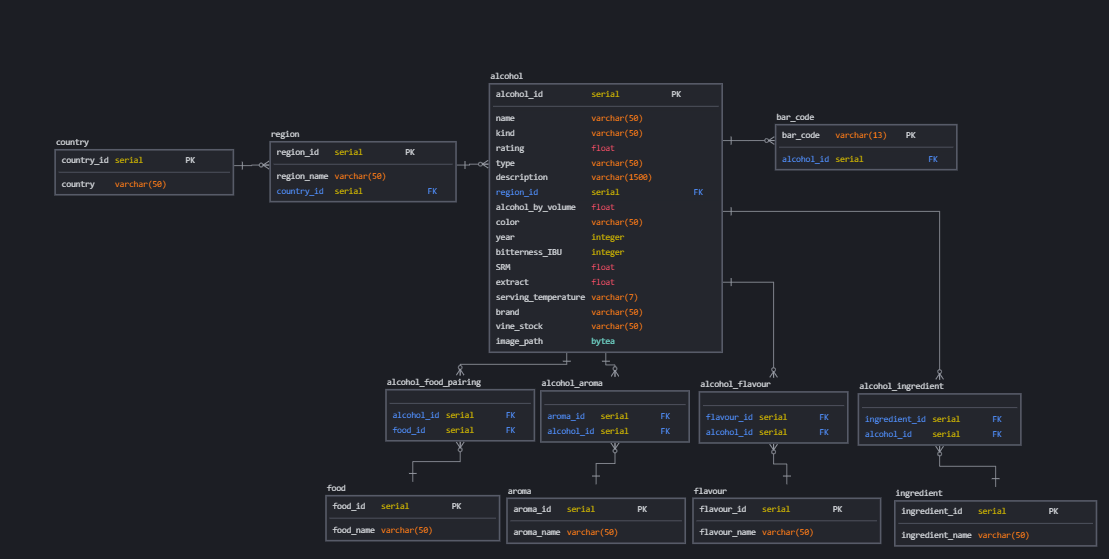 alcohol
alcohol_id serial PK
name varchar(50)
kind varchar(50)
rating float
type varchar(50)
description varchar(1500)
region_id serial FK
alcohol_by_volume float
color varchar(50)
year integer
bitterness_IBU integer
SRM float
extract float
serving_temperature varchar(7)
brand varchar(50)
vine_stock varchar(50)
image_path bytea
country
country_id serial PK
country varchar(50)
region
region_id serial PK
region_name varchar(50)
country_id serial FK
bar_code
bar_code varchar(13) PK
alcohol_id serial FK
alcohol_food_pairing
alcohol_id serial FK
food_id serial FK
alcohol_aroma
aroma_id serial FK
alcohol_id serial FK
alcohol_flavour
flavour_id serial FK
alcohol_id serial FK
alcohol_ingredient
ingredient_id serial FK
alcohol_id serial FK
food
food_id serial PK
food_name varchar(50)
aroma
aroma_id serial PK
aroma_name varchar(50)
flavour
flavour_id serial PK
flavour_name varchar(50)
ingredient
ingredient_id serial PK
ingredient_name varchar(50)